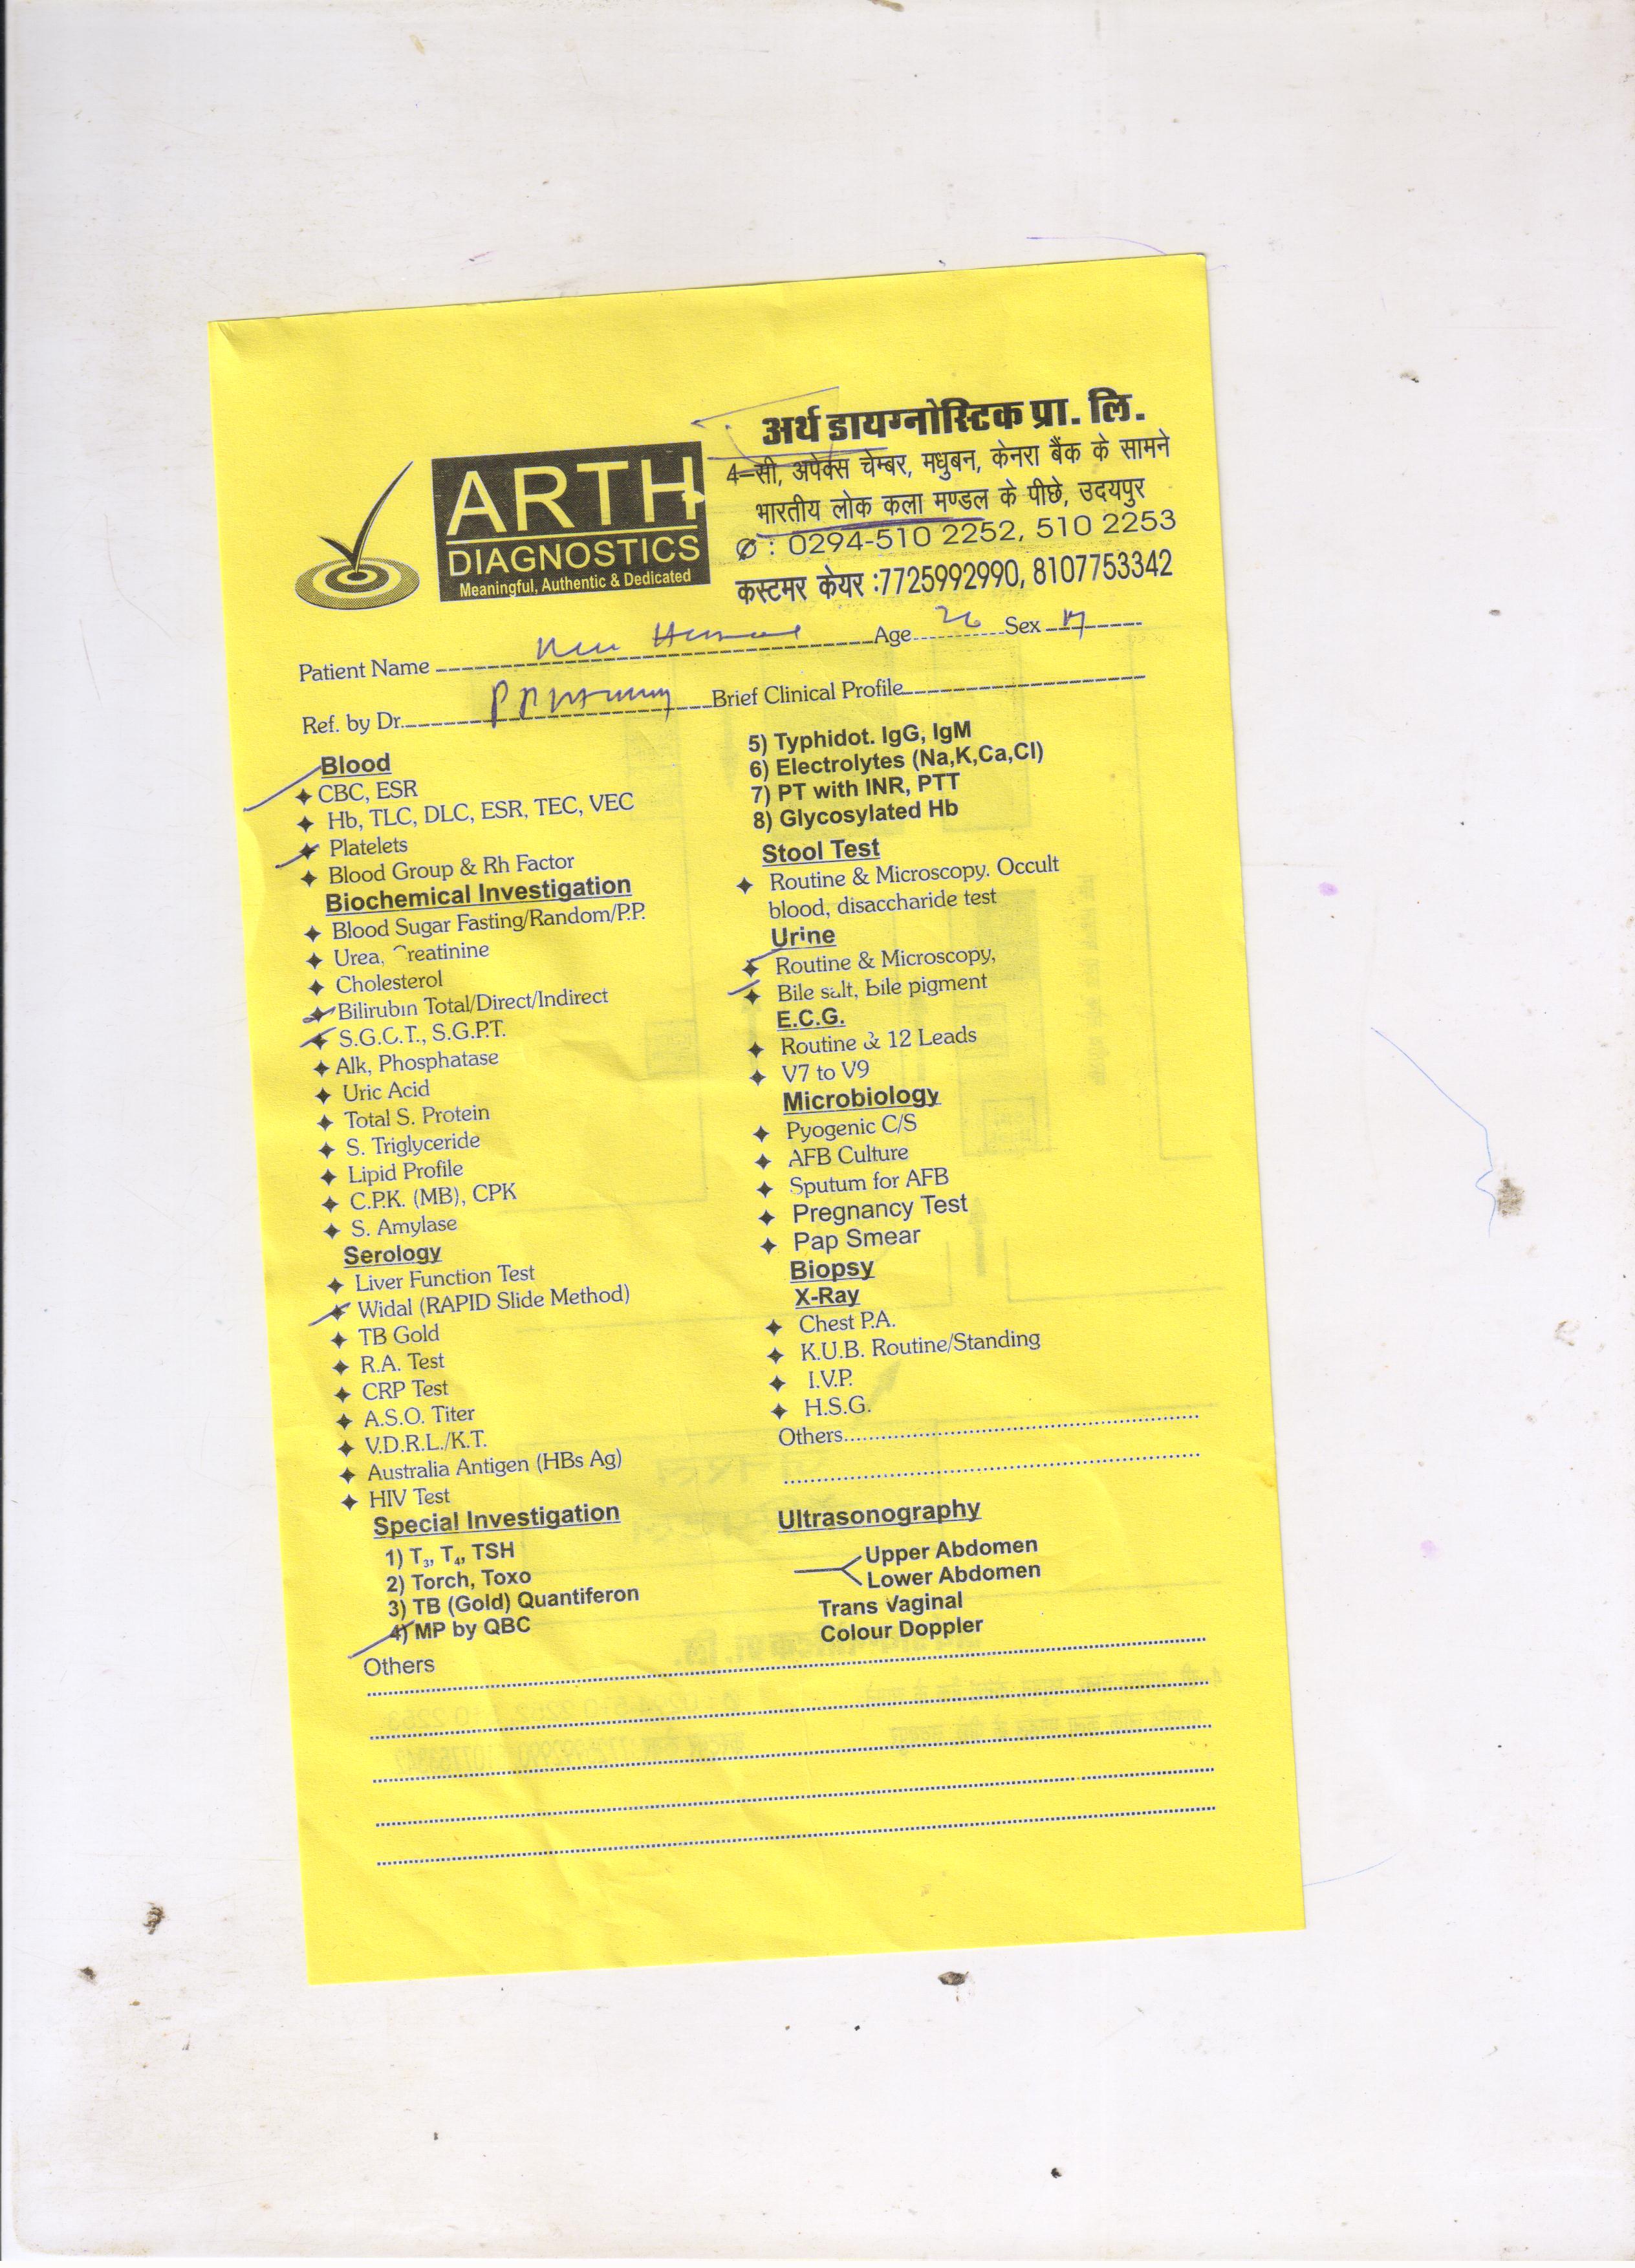 ARTH
DIAGNOSTICS
Meaningful, Authentic & Dedicated
अर्थ डायग्नोस्टिक प्रा. लि.
4-सी, अपेक्स चेम्बर, मधुबन, केनरा बैंक के सामने
भारतीय लोक कला मण्डल के पीछे, उदयपुर
: 0294-510 2252, 510 2253
कस्टमर केयर :7725992990, 8107753342
Patient Name Age Sex M
Ref. by Dr. Brief Clinical Profile
Blood
CBC, ESR
Hb, TLC, DLC, ESR, TEC, VEC
Platelets
Blood Group & Rh Factor
Biochemical Investigation
Blood Sugar Fasting/Random/P.P.
Urea, Creatinine
Cholesterol
Bilirubin Total/Direct/Indirect
S.G.C.T., S.G.P.T.
Alk, Phosphatase
Uric Acid
Total S. Protein
S. Triglyceride
Lipid Profile
C.P.K. (MB), CPK
S. Amylase
Serology
Liver Function Test
Widal (RAPID Slide Method)
TB Gold
R.A. Test
CRP Test
A.S.O. Titer
V.D.R.L./K.T.
Australia Antigen (HBs Ag)
HIV Test
Special Investigation
1) T3, T4, TSH
2) Torch, Toxo
3) TB (Gold) Quantiferon
4) MP by QBC
5) Typhidot. IgG, IgM
6) Electrolytes (Na,K,Ca,Cl)
7) PT with INR, PTT
8) Glycosylated Hb
Stool Test
Routine & Microscopy. Occult
blood, disaccharide test
Urine
Routine & Microscopy,
Bile salt, bile pigment
E.C.G.
Routine & 12 Leads
V7 to V9
Microbiology
Pyogenic C/S
AFB Culture
Sputum for AFB
Pregnancy Test
Pap Smear
Biopsy
X-Ray
Chest P.A.
K.U.B. Routine/Standing
I.V.P.
H.S.G.
Others
Ultrasonography
Upper Abdomen
Lower Abdomen
Trans Vaginal
Colour Doppler
Others